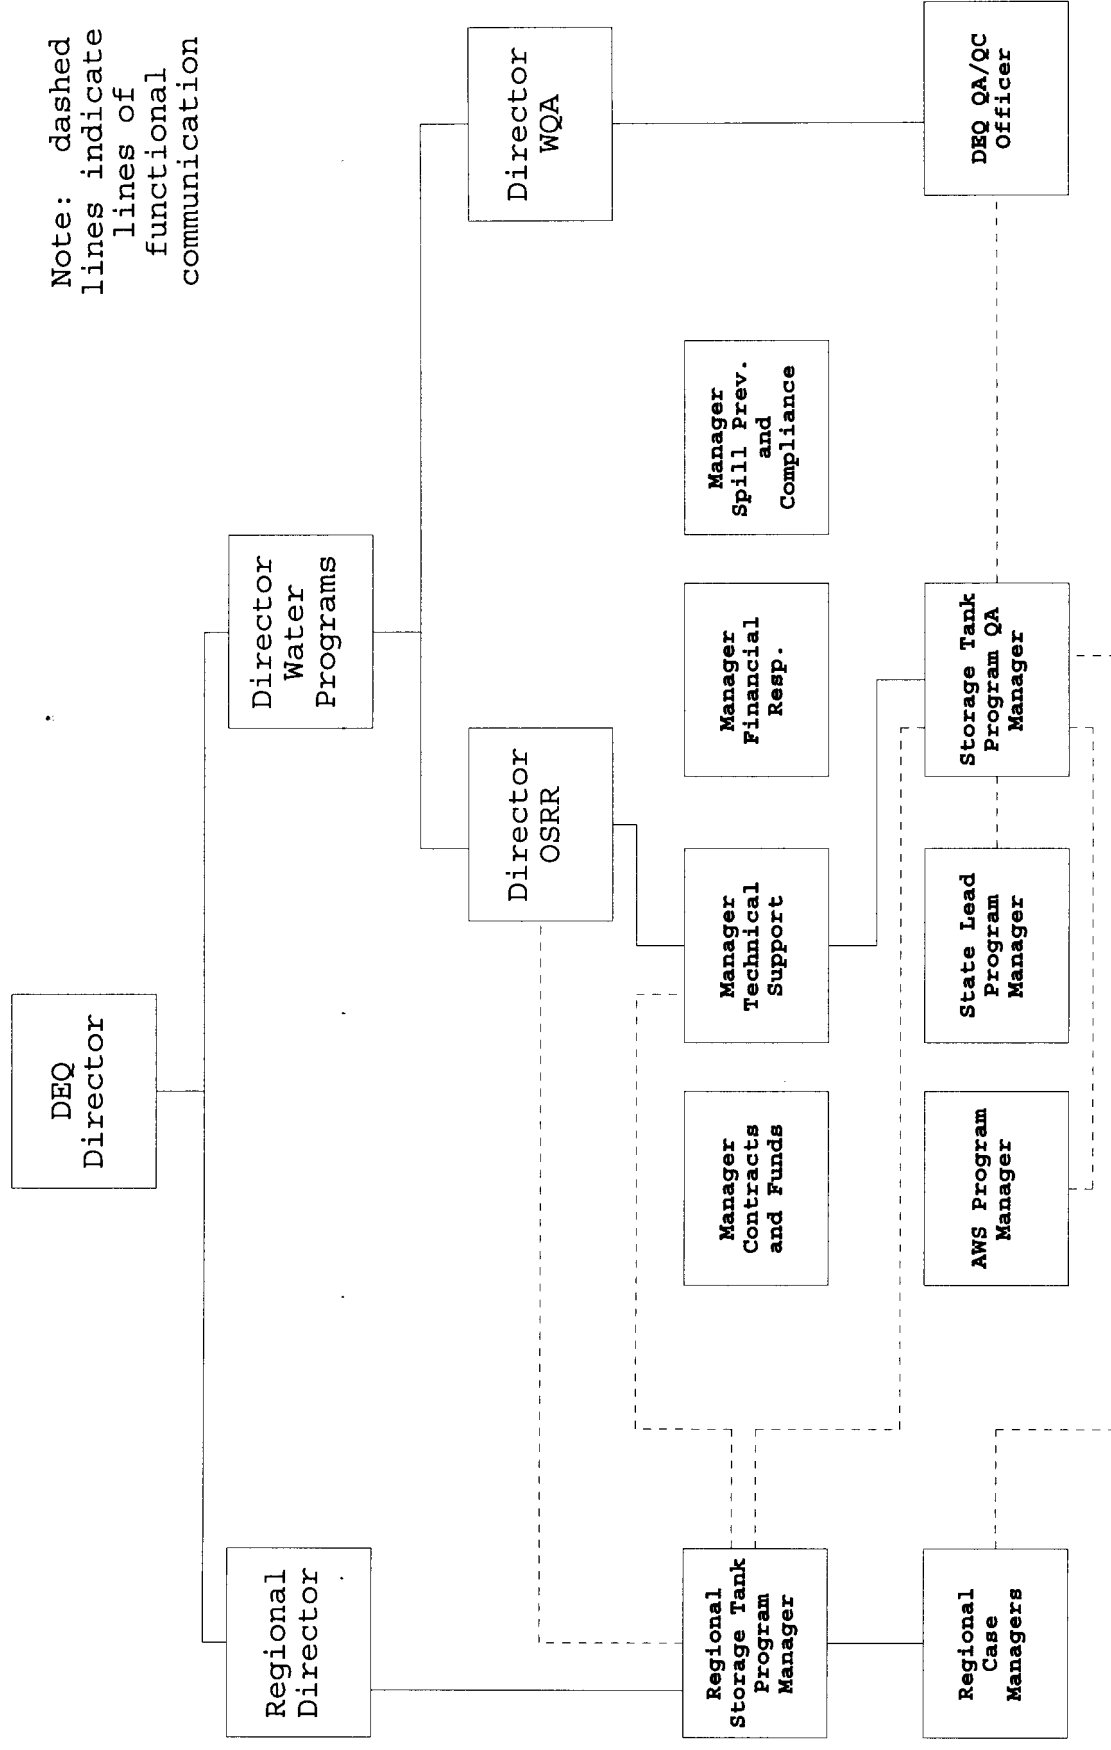 Note: dashed
lines indicate
lines of
functional
communication
DEQ
Director
Regional
Director
Director
Water
Programs
Director
OSRR
Director
WQA
Regional
Storage Tank
Program
Manager
Manager
Contracts
and Funds
Manager
Technical
Support
Manager
Financial
Resp.
Manager
Spill Prev.
and
Compliance
Regional
Case
Managers
AWS Program
Manager
State Lead
Program
Manager
Storage Tank
Program QA
Manager
DEQ QA/QC
Officer